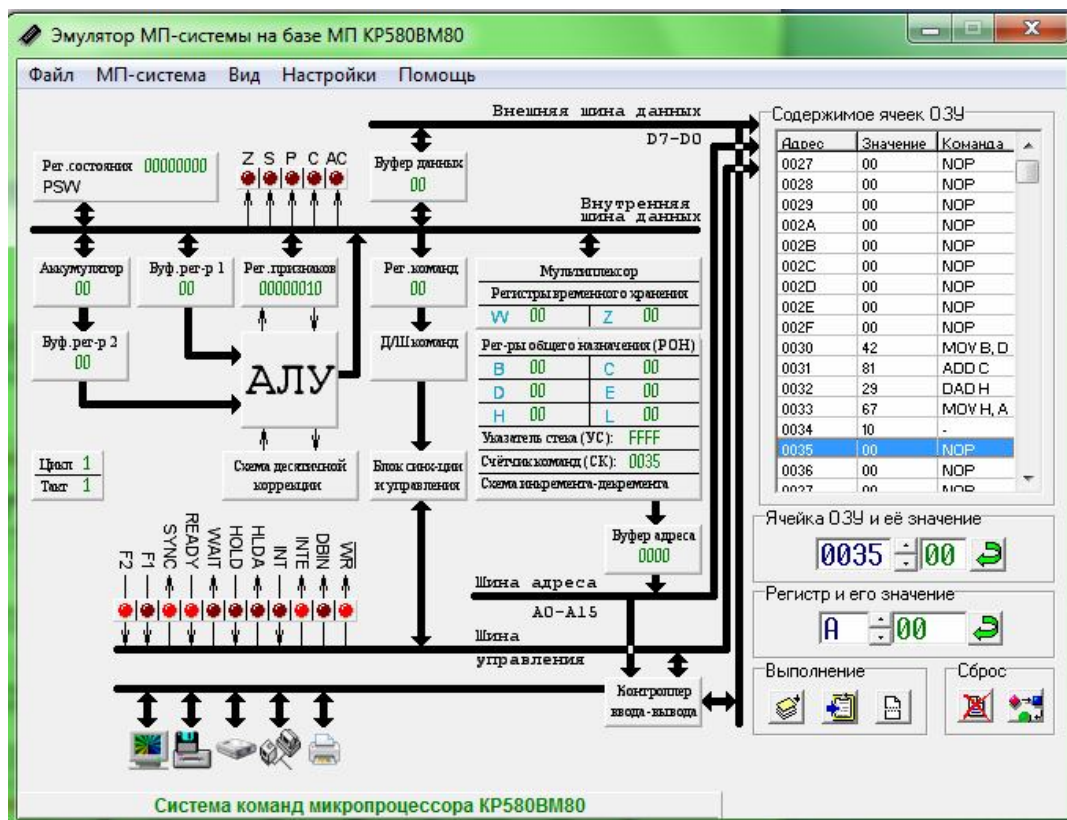 Эмулятор МП-системы на базе МП КР580ВМ80
Файл МП-система Вид Настройки Помощь
Внешняя шина данных
D7-D0
Рег.состояния 00000000
PSW
Z S P C AC
Буфер данных
00
Внутренняя
шина данных
Аккумулятор
00
Буф.рег-р 1
00
Рег.признаков
00000010
Рег.команд
00
Мультиплексор
Регистры временного хранения
W 00 Z 00
Буф.рег-р 2
00
АЛУ
Д/Ш команд
Рег-ры общего назначения (РОН)
B 00 C 00
D 00 E 00
H 00 L 00
Указатель стека (УС): FFFF
Счётчик команд (СК): 0035
Схема инкремента-декремента
Цикл 1
Такт 1
Схема десятичной
коррекции
Блок синх-ции
и управления
Буфер адреса
0000
F2 F1 SYNC READY WAIT HOLD HLDA INT INTE DBIN WR
Шина адреса
A0-A15
Шина
управления
Контроллер
ввода-вывода
Содержимое ячеек ОЗУ
Адрес Значение Команда
0027 00 NOP
0028 00 NOP
0029 00 NOP
002A 00 NOP
002B 00 NOP
002C 00 NOP
002D 00 NOP
002E 00 NOP
002F 00 NOP
0030 42 MOV B, D
0031 81 ADD C
0032 29 DAD H
0033 67 MOV H, A
0034 10 -
0035 00 NOP
0036 00 NOP
0037 00 NOP
Ячейка ОЗУ и её значение
0035 00
Регистр и его значение
A 00
Выполнение
Сброс
Система команд микропроцессора КР580ВМ80